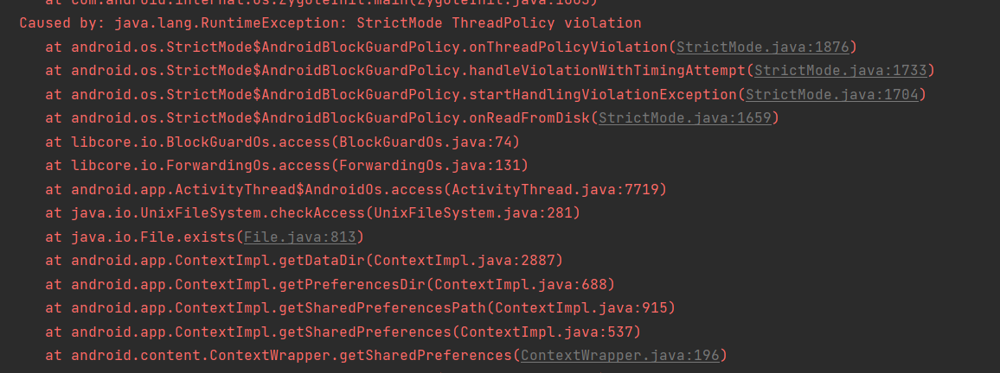 at com.android.internal.os.ZygoteInit.main(ZygoteInit.java:1003)
Caused by: java.lang.RuntimeException: StrictMode ThreadPolicy violation
at android.os.StrictMode$AndroidBlockGuardPolicy.onThreadPolicyViolation(StrictMode.java:1876)
at android.os.StrictMode$AndroidBlockGuardPolicy.handleViolationWithTimingAttempt(StrictMode.java:1733)
at android.os.StrictMode$AndroidBlockGuardPolicy.startHandlingViolationException(StrictMode.java:1704)
at android.os.StrictMode$AndroidBlockGuardPolicy.onReadFromDisk(StrictMode.java:1659)
at libcore.io.BlockGuardOs.access(BlockGuardOs.java:74)
at libcore.io.ForwardingOs.access(ForwardingOs.java:131)
at android.app.ActivityThread$AndroidOs.access(ActivityThread.java:7719)
at java.io.UnixFileSystem.checkAccess(UnixFileSystem.java:281)
at java.io.File.exists(File.java:813)
at android.app.ContextImpl.getDataDir(ContextImpl.java:2887)
at android.app.ContextImpl.getPreferencesDir(ContextImpl.java:688)
at android.app.ContextImpl.getSharedPreferencesPath(ContextImpl.java:915)
at android.app.ContextImpl.getSharedPreferences(ContextImpl.java:537)
at android.content.ContextWrapper.getSharedPreferences(ContextWrapper.java:196)